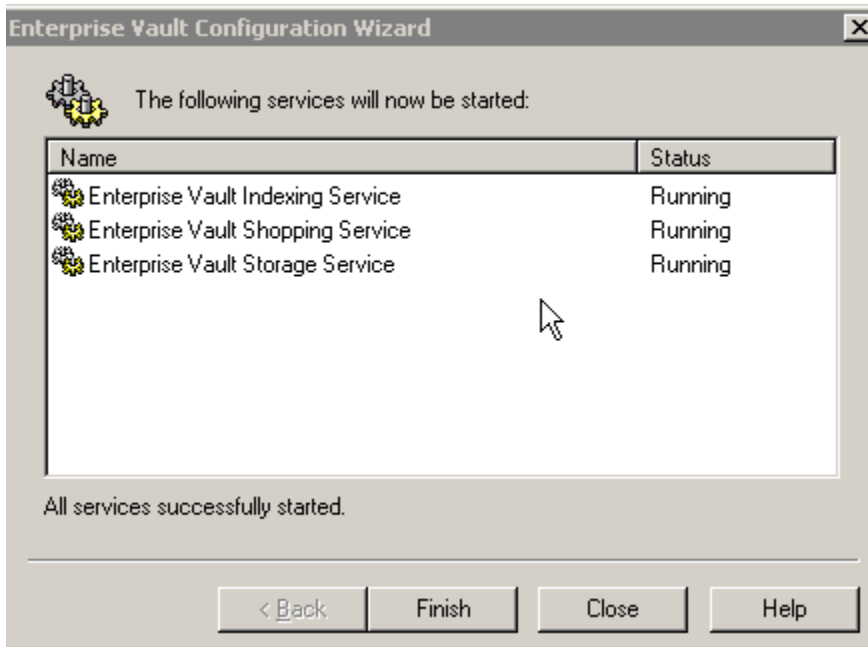 Enterprise Vault Configuration Wizard
The following services will now be started:
Name Status
Enterprise Vault Indexing Service Running
Enterprise Vault Shopping Service Running
Enterprise Vault Storage Service Running
All services successfully started.
< Back Finish Close Help